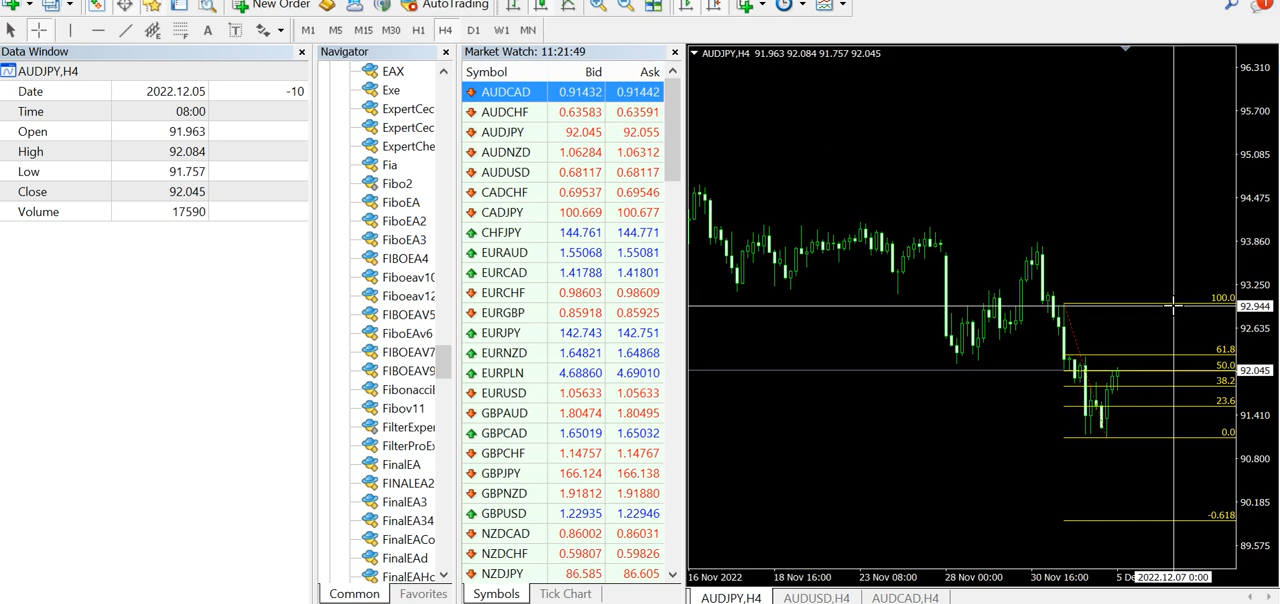 New Order
AutoTrading
A
T
M1 M5 M15 M30 H1 H4 D1 W1 MN
Data Window
AUDJPY,H4
Date 2022.12.05 -10
Time 08:00
Open 91.963
High 92.084
Low 91.757
Close 92.045
Volume 17590
Navigator
EAX
Exe
ExpertCec
ExpertCec
ExpertChe
Fia
Fibo2
FiboEA
FiboEA2
FiboEA3
FIBOEA4
Fiboeav10
Fiboeav12
FIBOEAV5
FiboEAv6
FIBOEAV7
FIBOEAV9
FibonacciE
Fibov11
FilterExper
FilterProEx
FinalEA
FINALEA2
FinalEA3
FinalEA34
FinalEACo
FinalEAd
FinalEAHc
Common Favorites
Market Watch: 11:21:49
Symbol Bid Ask
AUDCAD 0.91432 0.91442
AUDCHF 0.63583 0.63591
AUDJPY 92.045 92.055
AUDNZD 1.06284 1.06312
AUDUSD 0.68117 0.68117
CADCHF 0.69537 0.69546
CADJPY 100.669 100.677
CHFJPY 144.761 144.771
EURAUD 1.55068 1.55081
EURCAD 1.41788 1.41801
EURCHF 0.98603 0.98609
EURGBP 0.85918 0.85925
EURJPY 142.743 142.751
EURNZD 1.64821 1.64868
EURPLN 4.68860 4.69010
EURUSD 1.05633 1.05633
GBPAUD 1.80474 1.80495
GBPCAD 1.65019 1.65032
GBPCHF 1.14757 1.14767
GBPJPY 166.124 166.138
GBPNZD 1.91812 1.91880
GBPUSD 1.22935 1.22946
NZDCAD 0.86002 0.86031
NZDCHF 0.59807 0.59826
NZDJPY 86.585 86.605
Symbols Tick Chart
AUDJPY,H4 91.963 92.084 91.757 92.045
96.310
95.700
95.085
94.475
93.860
93.250
100.0
92.944
92.635
61.8
50.0
92.045
38.2
23.6
91.410
0.0
90.800
90.185
-0.618
89.575
16 Nov 2022 18 Nov 16:00 23 Nov 08:00 28 Nov 00:00 30 Nov 16:00 5 De 2022.12.07 0:00
AUDJPY,H4 AUDUSD,H4 AUDCAD,H4